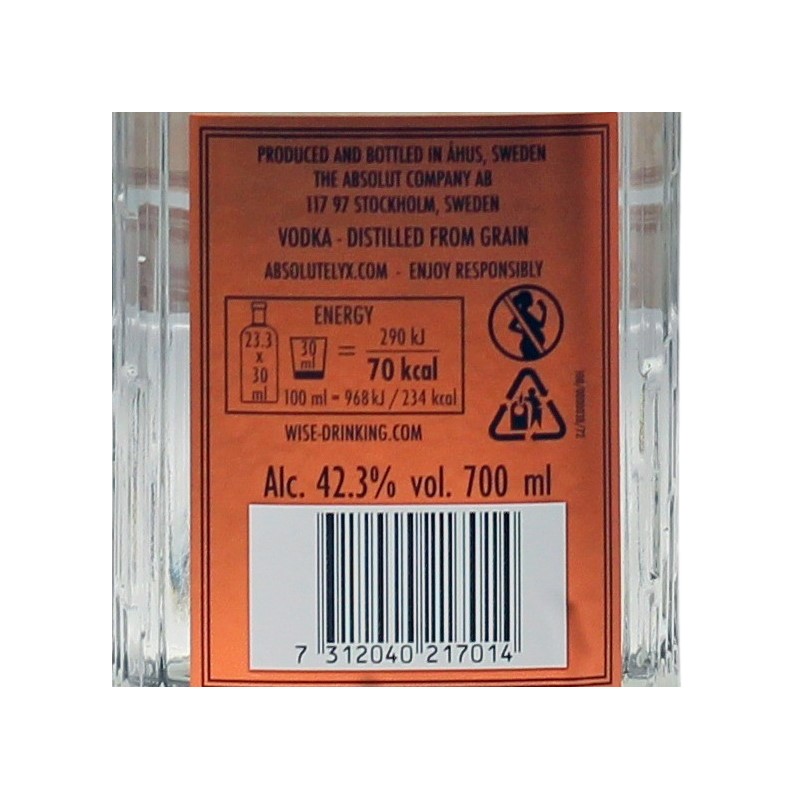 PRODUCED AND BOTTLED IN ÅHUS, SWEDEN
THE ABSOLUT COMPANY AB
117 97 STOCKHOLM, SWEDEN
VODKA - DISTILLED FROM GRAIN
ABSOLUTELYX.COM - ENJOY RESPONSIBLY
ENERGY
23.3 x 30 ml
30 ml
=
290 kJ
70 kcal
100 ml = 968 kJ / 234 kcal
WISE-DRINKING.COM
Alc. 42.3% vol. 700 ml
7 312040 217014